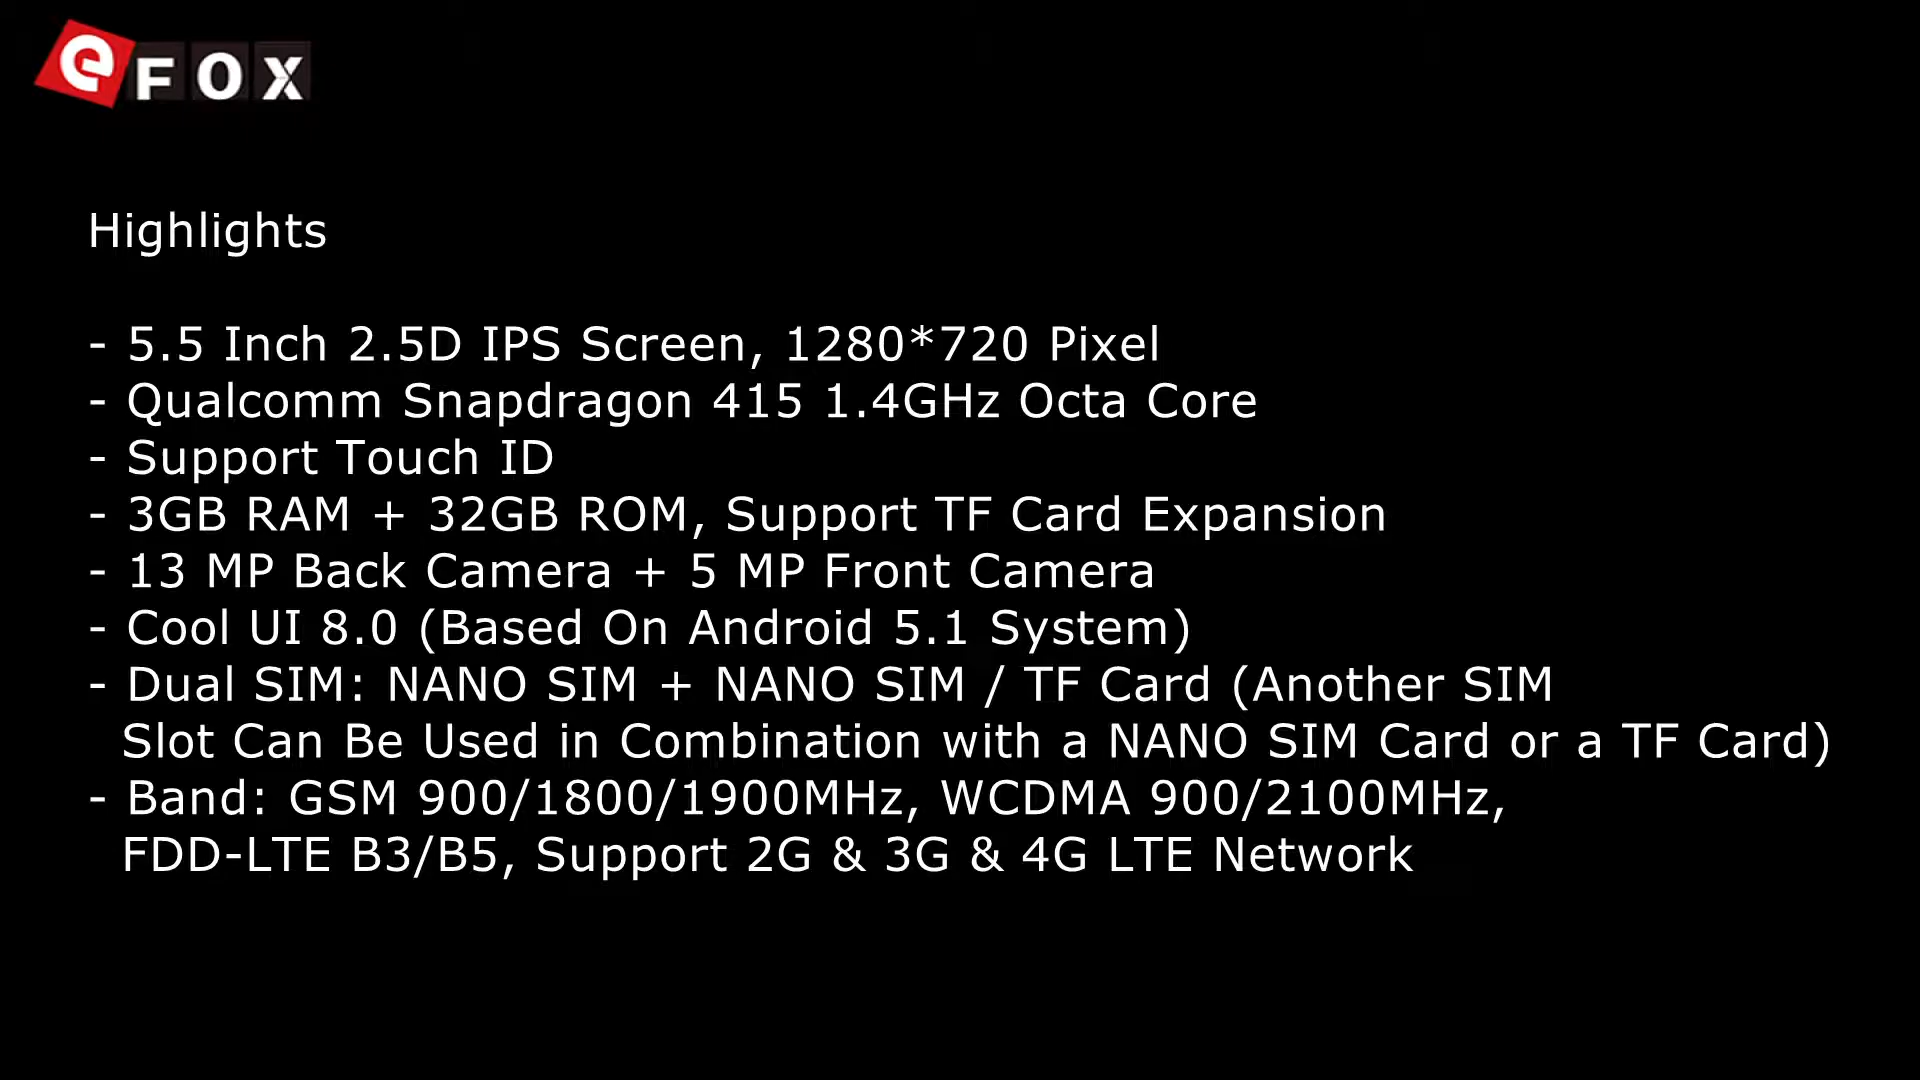 eFOX
Highlights
- 5.5 Inch 2.5D IPS Screen, 1280*720 Pixel
- Qualcomm Snapdragon 415 1.4GHz Octa Core
- Support Touch ID
- 3GB RAM + 32GB ROM, Support TF Card Expansion
- 13 MP Back Camera + 5 MP Front Camera
- Cool UI 8.0 (Based On Android 5.1 System)
- Dual SIM: NANO SIM + NANO SIM / TF Card (Another SIM
Slot Can Be Used in Combination with a NANO SIM Card or a TF Card)
- Band: GSM 900/1800/1900MHz, WCDMA 900/2100MHz,
FDD-LTE B3/B5, Support 2G & 3G & 4G LTE Network